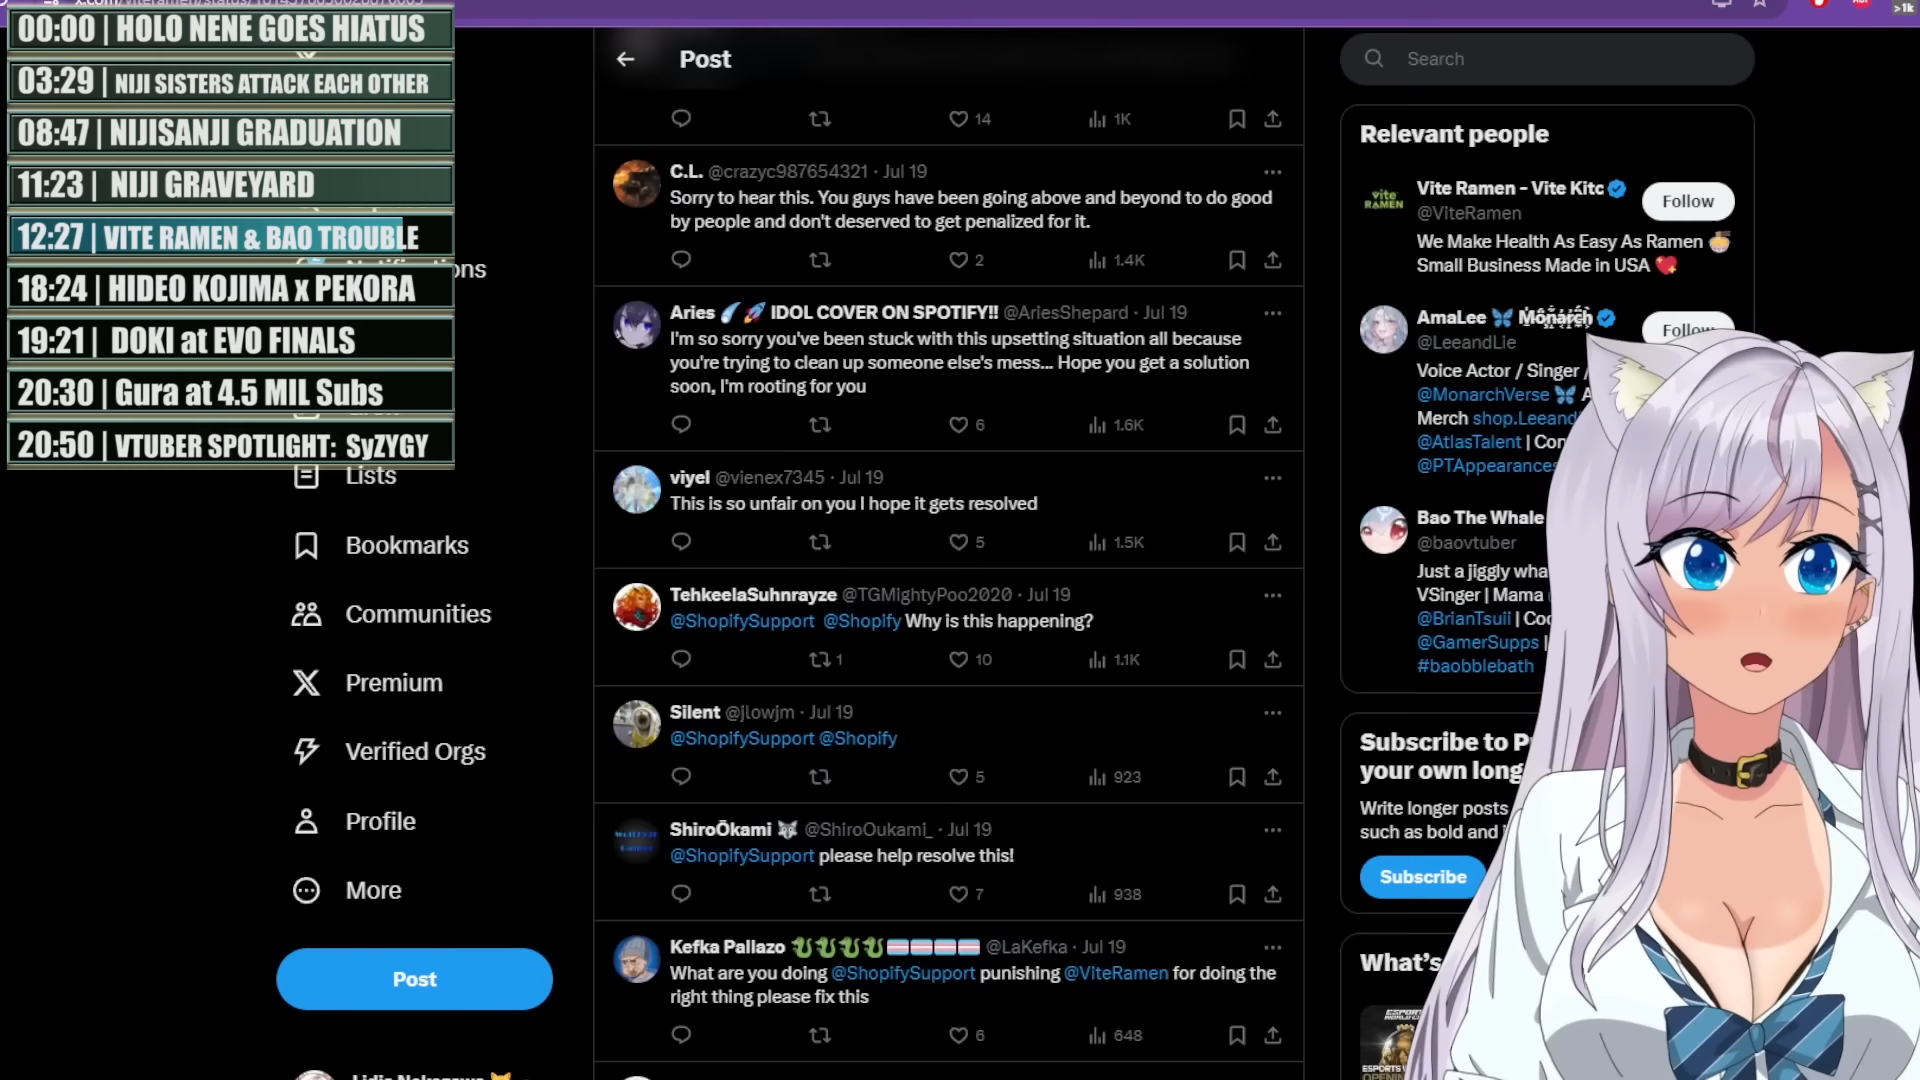 00:00 | HOLO NENE GOES HIATUS
03:29 | NIJI SISTERS ATTACK EACH OTHER
08:47 | NIJISANJI GRADUATION
11:23 | NIJI GRAVEYARD
12:27 | VITE RAMEN & BAO TROUBLE
18:24 | HIDEO KOJIMA x PEKORA
19:21 | DOKI at EVO FINALS
20:30 | Gura at 4.5 MIL Subs
20:50 | VTUBER SPOTLIGHT: SyZYGY
Lists
Bookmarks
Communities
Premium
Verified Orgs
Profile
More
Post
Post
14 1K
C.L. @crazyc987654321 · Jul 19
Sorry to hear this. You guys have been going above and beyond to do good
by people and don't deserved to get penalized for it.
2 1.4K
Aries IDOL COVER ON SPOTIFY!! @AriesShepard · Jul 19
I'm so sorry you've been stuck with this upsetting situation all because
you're trying to clean up someone else's mess... Hope you get a solution
soon, I'm rooting for you
6 1.6K
viyel @vienex7345 · Jul 19
This is so unfair on you I hope it gets resolved
5 1.5K
TehkeelaSuhnrayze @TGMIghtyPoo2020 · Jul 19
@ShopifySupport @Shopify Why is this happening?
1 10 1.1K
Silent @jlowjm · Jul 19
@ShopifySupport @Shopify
5 923
ShiroŌkami @ShiroOukami_ · Jul 19
@ShopifySupport please help resolve this!
7 938
Kefka Pallazo @LaKefka · Jul 19
What are you doing @ShopifySupport punishing @ViteRamen for doing the
right thing please fix this
6 648
>1k
Search
Relevant people
Vite RAMEN
Vite Ramen - Vite Kitc
@ViteRamen
Follow
We Make Health As Easy As Ramen
Small Business Made in USA
AmaLee Monarch
@LeeandLie
Follow
Voice Actor / Singer /
@MonarchVerse
Merch shop.Leeand
@AtlasTalent | Con
@PTAppearances
Bao The Whale
@baovtuber
Just a jiggly wha
VSinger | Mama
@BrianTsuii | Coo
@GamerSupps |
#baobblebath
Subscribe to P
your own long
Write longer posts
such as bold and i
Subscribe
What's